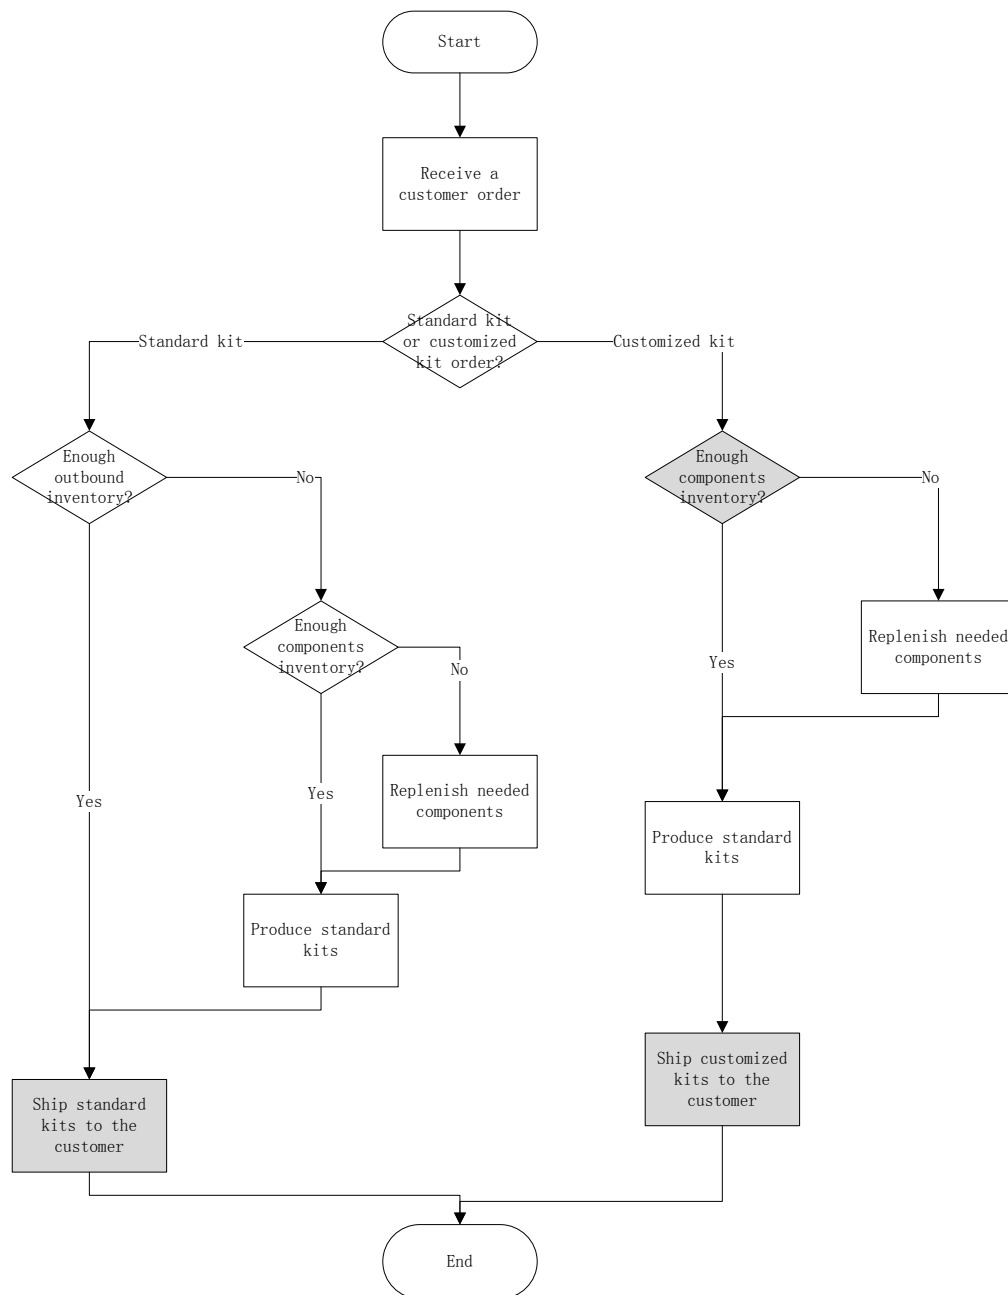 Start
Receive a
customer order
Standard kit
or customized
kit order?
Standard kit
Customized kit
Enough
outbound
inventory?
No
Enough
components
inventory?
No
Enough
components
inventory?
No
Replenish needed
components
Yes
Replenish needed
components
Yes
Yes
Produce standard
kits
Produce standard
kits
Ship customized
kits to the
customer
Ship standard
kits to the
customer
End